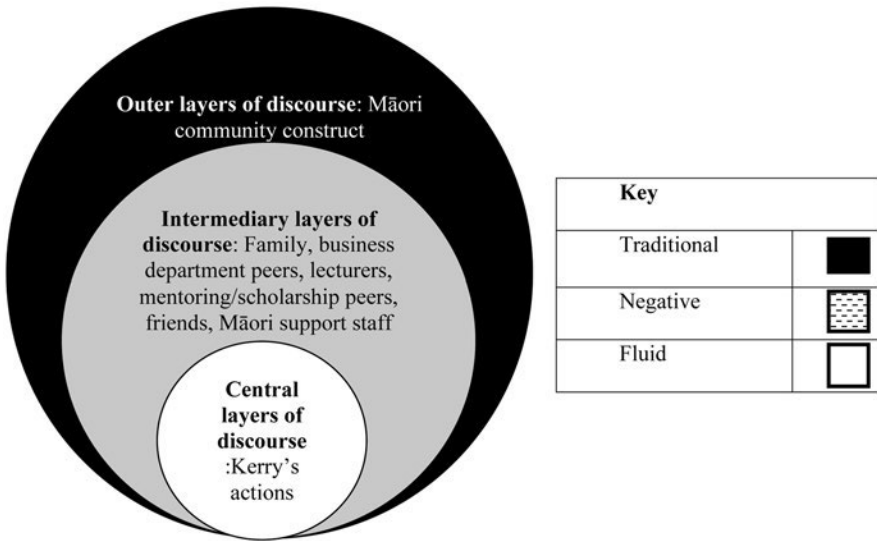 Outer layers of discourse: Māori
community construct
Intermediary layers of
discourse: Family, business
department peers, lecturers,
mentoring/scholarship peers,
friends, Māori support staff
Central
layers of
discourse
:Kerry’s
actions
Key
Traditional
Negative
Fluid